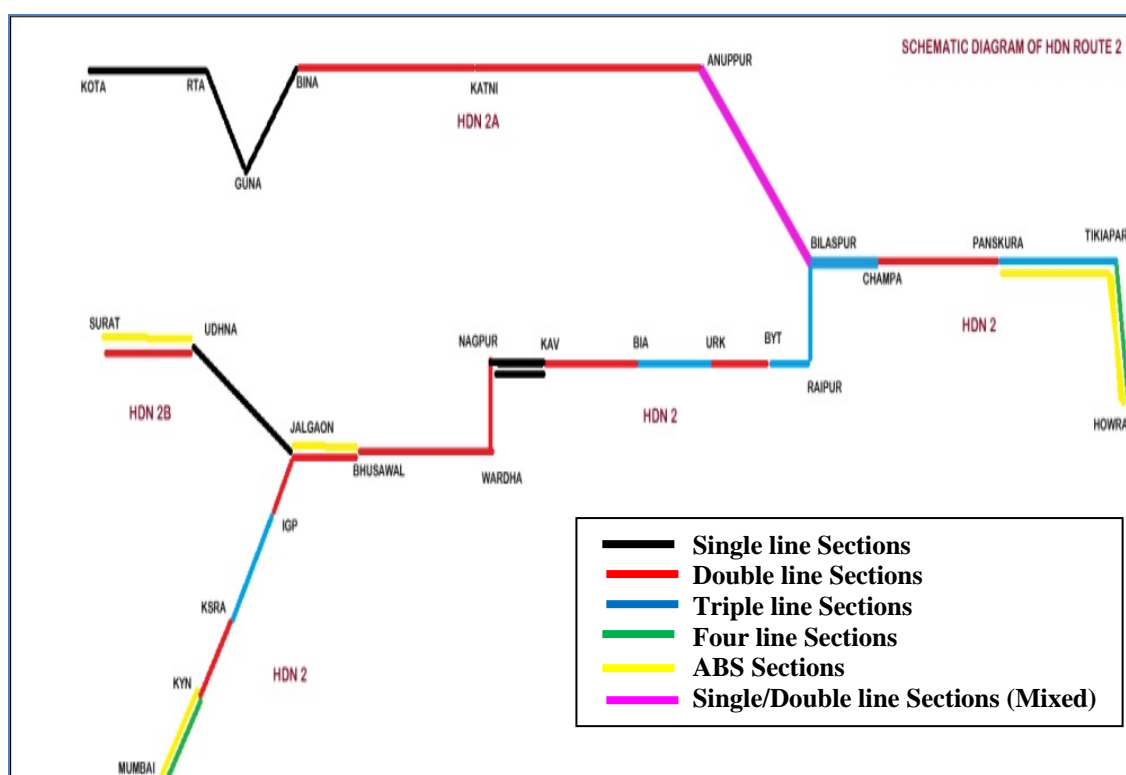 SCHEMATIC DIAGRAM OF HDN ROUTE 2
ANUPPUR
KOTA
RTA
BINA
KATNI
HDN 2A
GUNA
BILASPUR
PANSKURA
TIKIAPAR
CHAMPA
SURAT
UDHNA
NAGPUR
KAV
BIA
URK
BYT
HDN 2
RAIPUR
HDN 2B
HDN 2
HOWRA
JALGAON
BHUSAWAL
WARDHA
IGP
KSRA
HDN 2
KYN
MUMBAI
Single line Sections
Double line Sections
Triple line Sections
Four line Sections
ABS Sections
Single/Double line Sections (Mixed)